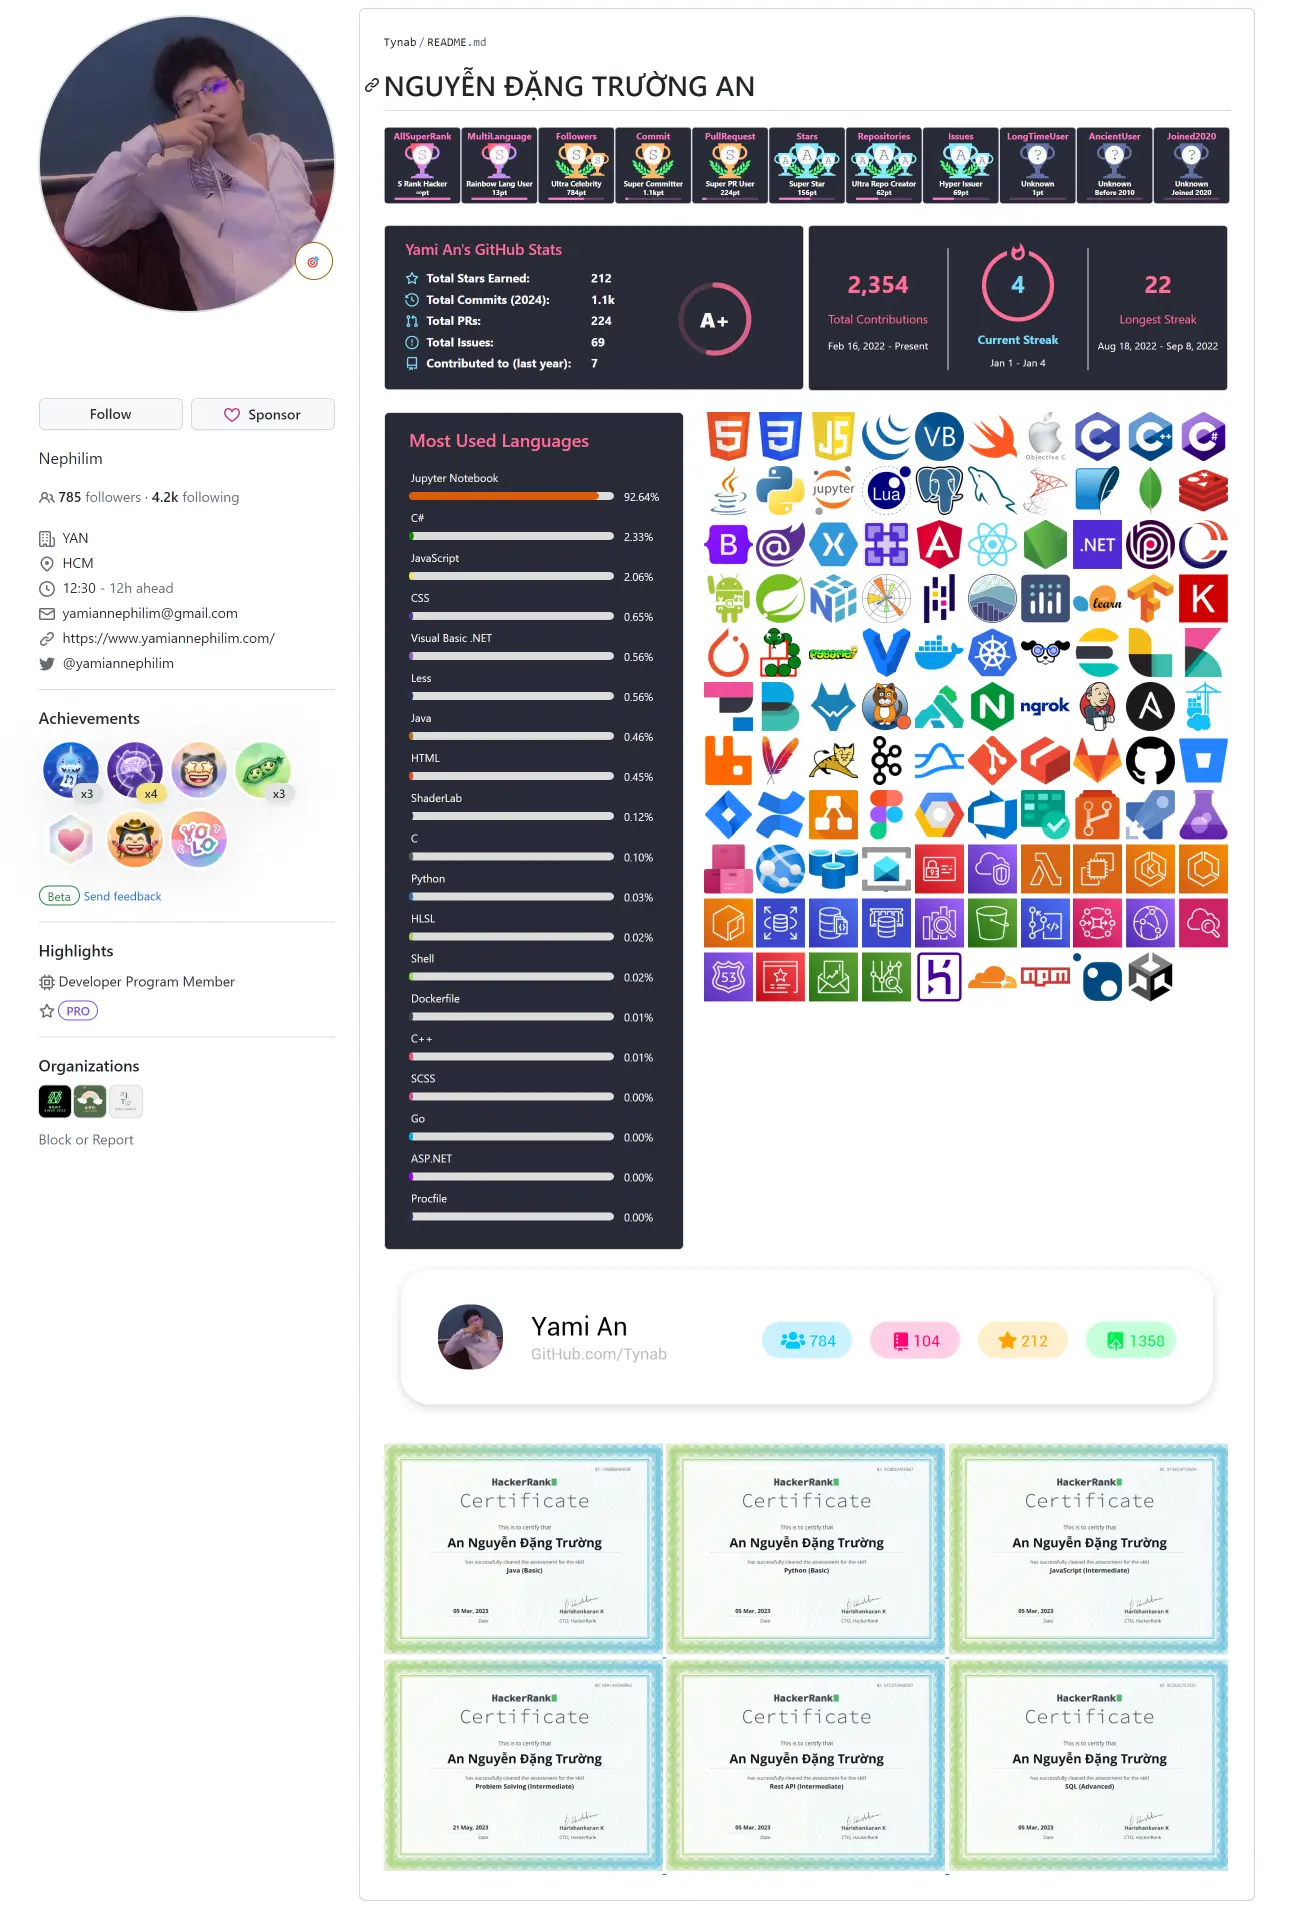 Follow
Sponsor
Nephilim
785 followers · 4.2k following
YAN
HCM
12:30 - 12h ahead
yamiannephilim@gmail.com
https://www.yamiannephilim.com/
@yamiannephilim
Achievements
x3
x4
x3
Beta Send feedback
Highlights
Developer Program Member
PRO
Organizations
Block or Report
Tynab / README.md
NGUYỄN ĐẶNG TRƯỜNG AN
AllSuperRank
S
S Rank Hacker
MultiLanguage
S
Rainbow Lang User
13pt
Followers
S
Ultra Celebrity
784pt
Commit
S
Super Committer
1.1kpt
PullRequest
S
Super PR User
224pt
Stars
A A A
Super Star
156pt
Repositories
A A A
Ultra Repo Creator
62pt
Issues
A A
Hyper Issuer
69pt
LongTimeUser
?
Unknown
1pt
AncientUser
?
Unknown
Before 2010
Joined2020
?
Unknown
Joined 2020
Yami An's GitHub Stats
Total Stars Earned: 212
Total Commits (2024): 1.1k
Total PRs: 224
Total Issues: 69
Contributed to (last year): 7
A+
2,354
Total Contributions
Feb 16, 2022 - Present
4
Current Streak
Jan 1 - Jan 4
22
Longest Streak
Aug 18, 2022 - Sep 8, 2022
Most Used Languages
Jupyter Notebook
92.64%
C#
2.33%
JavaScript
2.06%
CSS
0.65%
Visual Basic .NET
0.56%
Less
0.56%
Java
0.46%
HTML
0.45%
ShaderLab
0.12%
C
0.10%
Python
0.03%
HLSL
0.02%
Shell
0.02%
Dockerfile
0.01%
C++
0.01%
SCSS
0.00%
Go
0.00%
ASP.NET
0.00%
Procfile
0.00%
JS
VB
Objective C
C
C++
C#
Java
jupyter
Lua
B
@
X
A
.NET
learn
K
pygame
ngrok
A
53
npm
Yami An
GitHub.com/Tynab
784
104
212
1358
HackerRank
Certificate
This is to certify that
An Nguyễn Đặng Trường
has successfully cleared the assessment for the skill
Java (Basic)
05 Mar, 2023
Date
Harishankaran K
CTO, HackerRank
HackerRank
Certificate
This is to certify that
An Nguyễn Đặng Trường
has successfully cleared the assessment for the skill
Python (Basic)
05 Mar, 2023
Date
Harishankaran K
CTO, HackerRank
HackerRank
Certificate
This is to certify that
An Nguyễn Đặng Trường
has successfully cleared the assessment for the skill
JavaScript (Intermediate)
05 Mar, 2023
Date
Harishankaran K
CTO, HackerRank
HackerRank
Certificate
This is to certify that
An Nguyễn Đặng Trường
has successfully cleared the assessment for the skill
Problem Solving (Intermediate)
21 May, 2023
Date
Harishankaran K
CTO, HackerRank
HackerRank
Certificate
This is to certify that
An Nguyễn Đặng Trường
has successfully cleared the assessment for the skill
Rest API (Intermediate)
05 Mar, 2023
Date
Harishankaran K
CTO, HackerRank
HackerRank
Certificate
This is to certify that
An Nguyễn Đặng Trường
has successfully cleared the assessment for the skill
SQL (Advanced)
05 Mar, 2023
Date
Harishankaran K
CTO, HackerRank